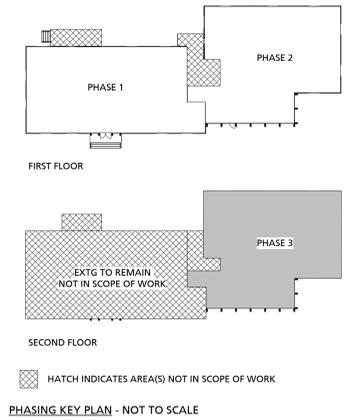 PHASE 2
PHASE 1
FIRST FLOOR
PHASE 3
EXTG TO REMAIN
NOT IN SCOPE OF WORK
SECOND FLOOR
HATCH INDICATES AREA(S) NOT IN SCOPE OF WORK
PHASING KEY PLAN - NOT TO SCALE